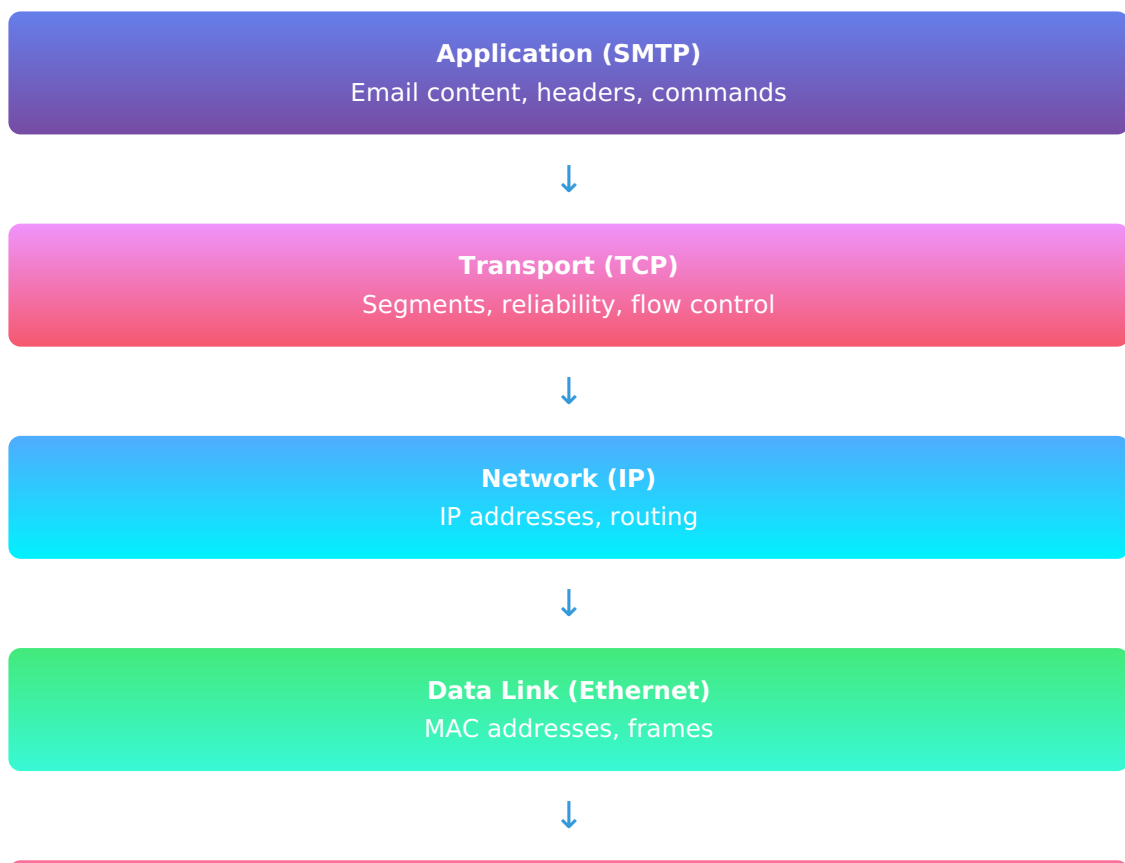 Application (SMTP)
Email content, headers, commands
↓
Transport (TCP)
Segments, reliability, flow control
↓
Network (IP)
IP addresses, routing
↓
Data Link (Ethernet)
MAC addresses, frames
↓